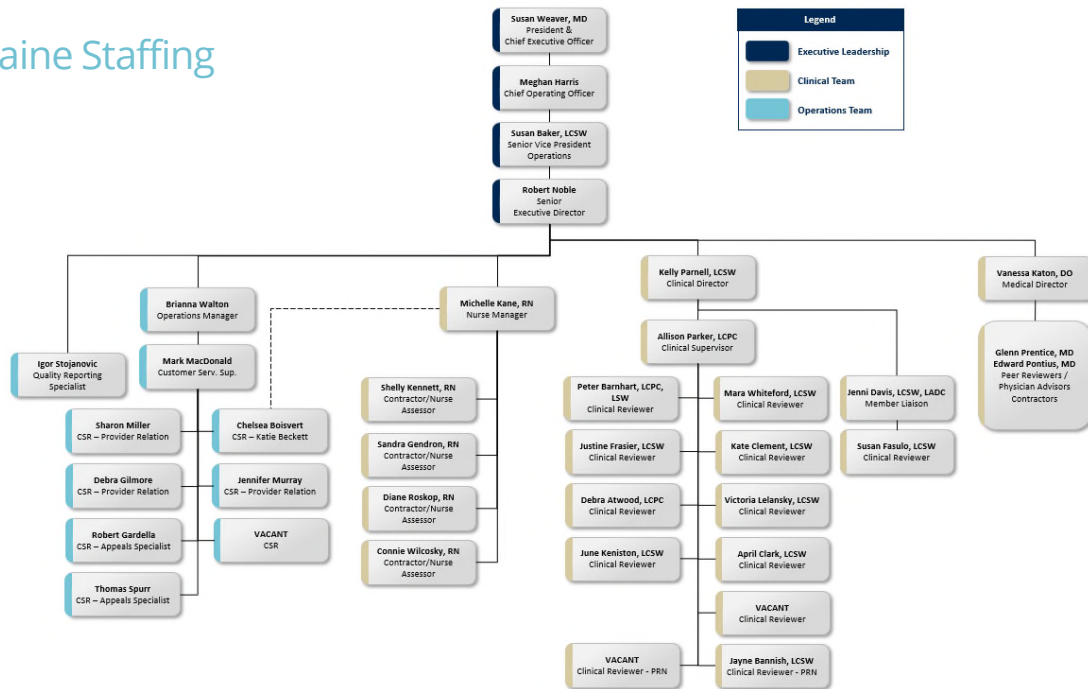 aine Staffing
Susan Weaver, MD
President &
Chief Executive Officer
Meghan Harris
Chief Operating Officer
Susan Baker, LCSW
Senior Vice President
Operations
Robert Noble
Senior
Executive Director
Legend
Executive Leadership
Clinical Team
Operations Team
Igor Stojanovic
Quality Reporting
Specialist
Brianna Walton
Operations Manager
Mark MacDonald
Customer Serv. Sup.
Sharon Miller
CSR – Provider Relation
Debra Gilmore
CSR – Provider Relation
Robert Gardella
CSR – Appeals Specialist
Thomas Spurr
CSR – Appeals Specialist
Chelsea Boisvert
CSR – Katie Beckett
Jennifer Murray
CSR – Provider Relation
VACANT
CSR
Michelle Kane, RN
Nurse Manager
Shelly Kennett, RN
Contractor/Nurse
Assessor
Sandra Gendron, RN
Contractor/Nurse
Assessor
Diane Roskop, RN
Contractor/Nurse
Assessor
Connie Wilcosky, RN
Contractor/Nurse
Assessor
Kelly Parnell, LCSW
Clinical Director
Allison Parker, LCPC
Clinical Supervisor
Peter Barnhart, LCPC,
LSW
Clinical Reviewer
Justine Frasier, LCSW
Clinical Reviewer
Debra Atwood, LCPC
Clinical Reviewer
June Keniston, LCSW
Clinical Reviewer
VACANT
Clinical Reviewer - PRN
Mara Whiteford, LCSW
Clinical Reviewer
Kate Clement, LCSW
Clinical Reviewer
Victoria Lelansky, LCSW
Clinical Reviewer
April Clark, LCSW
Clinical Reviewer
VACANT
Clinical Reviewer
Jayne Bannish, LCSW
Clinical Reviewer - PRN
Jenni Davis, LCSW, LADC
Member Liaison
Susan Fasulo, LCSW
Clinical Reviewer
Vanessa Katon, DO
Medical Director
Glenn Prentice, MD
Edward Pontius, MD
Peer Reviewers /
Physician Advisors
Contractors